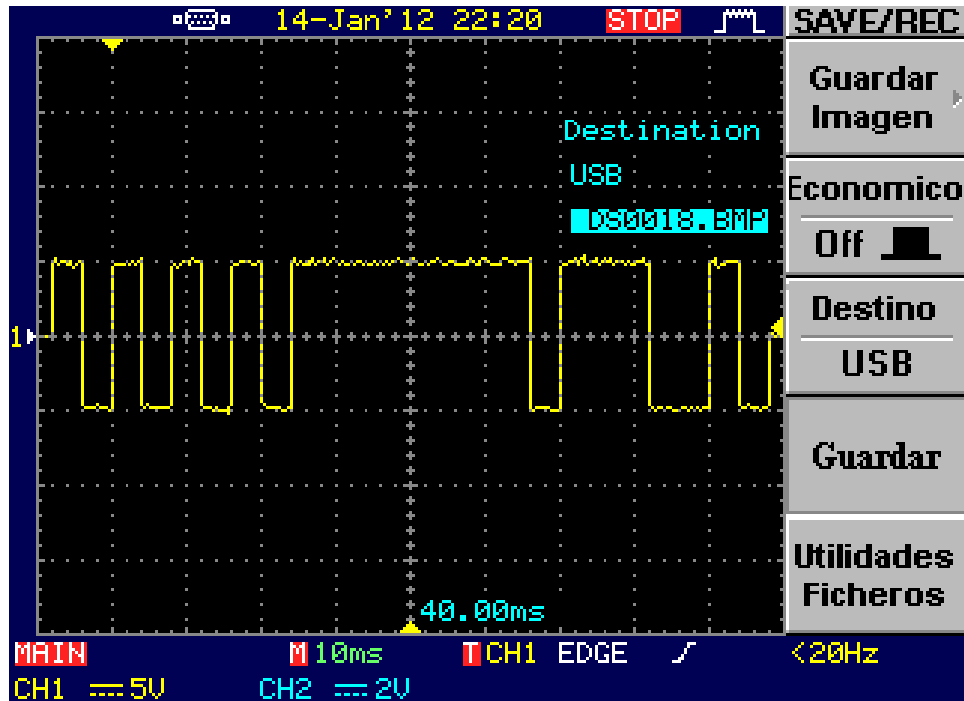 14-Jan'12 22:20 STOP SAVE/REC
Guardar
Imagen
Destination
USB
DS0018.BMP
Economico
Off
Destino
USB
1
Guardar
Utilidades
Ficheros
40.00ms
MAIN M 10ms T CH1 EDGE <20Hz
CH1 5V CH2 2V